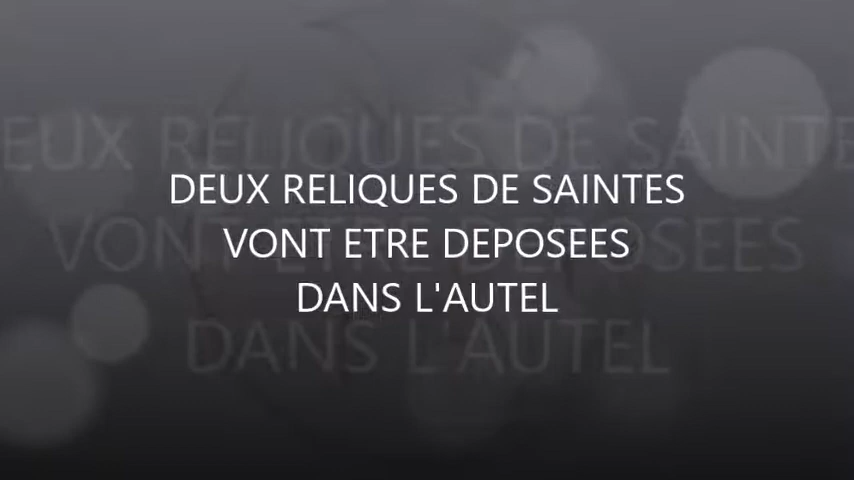 DEUX RELIQUES DE SAINTES
VONT ETRE DEPOSEES
DANS L'AUTEL